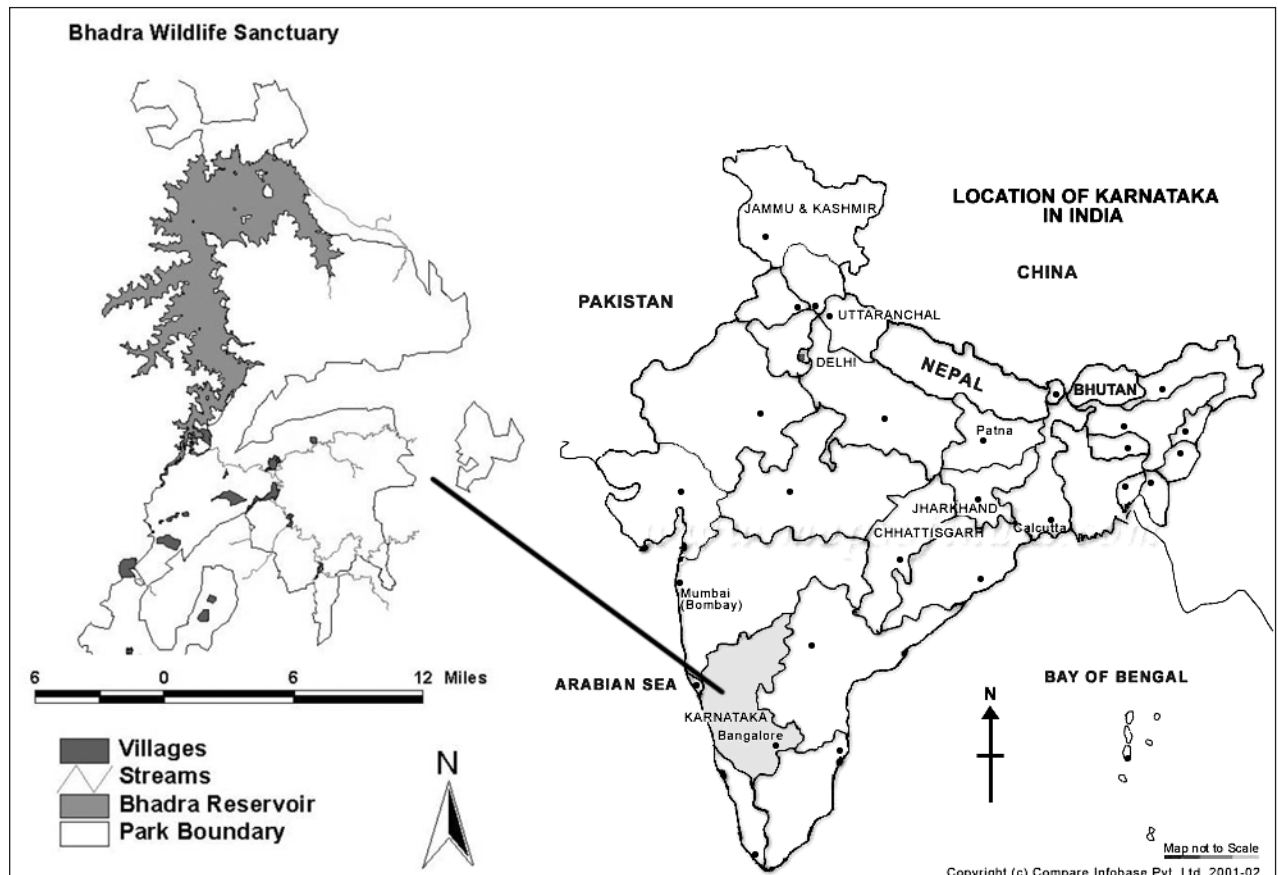 Bhadra Wildlife Sanctuary
6 0 6 12 Miles
Villages
Streams
Bhadra Reservoir
Park Boundary
N
LOCATION OF KARNATAKA
IN INDIA
JAMMU & KASHMIR
CHINA
PAKISTAN
UTTARANCHAL
DELHI
NEPAL
BHUTAN
Patna
JHARKHAND
Calcutta
CHHATTISGARH
Mumbai
(Bombay)
ARABIAN SEA
BAY OF BENGAL
KARNATAKA
Bangalore
N
Map not to Scale
Copyright (c) Compare Infobase Pvt. Ltd. 2001-02